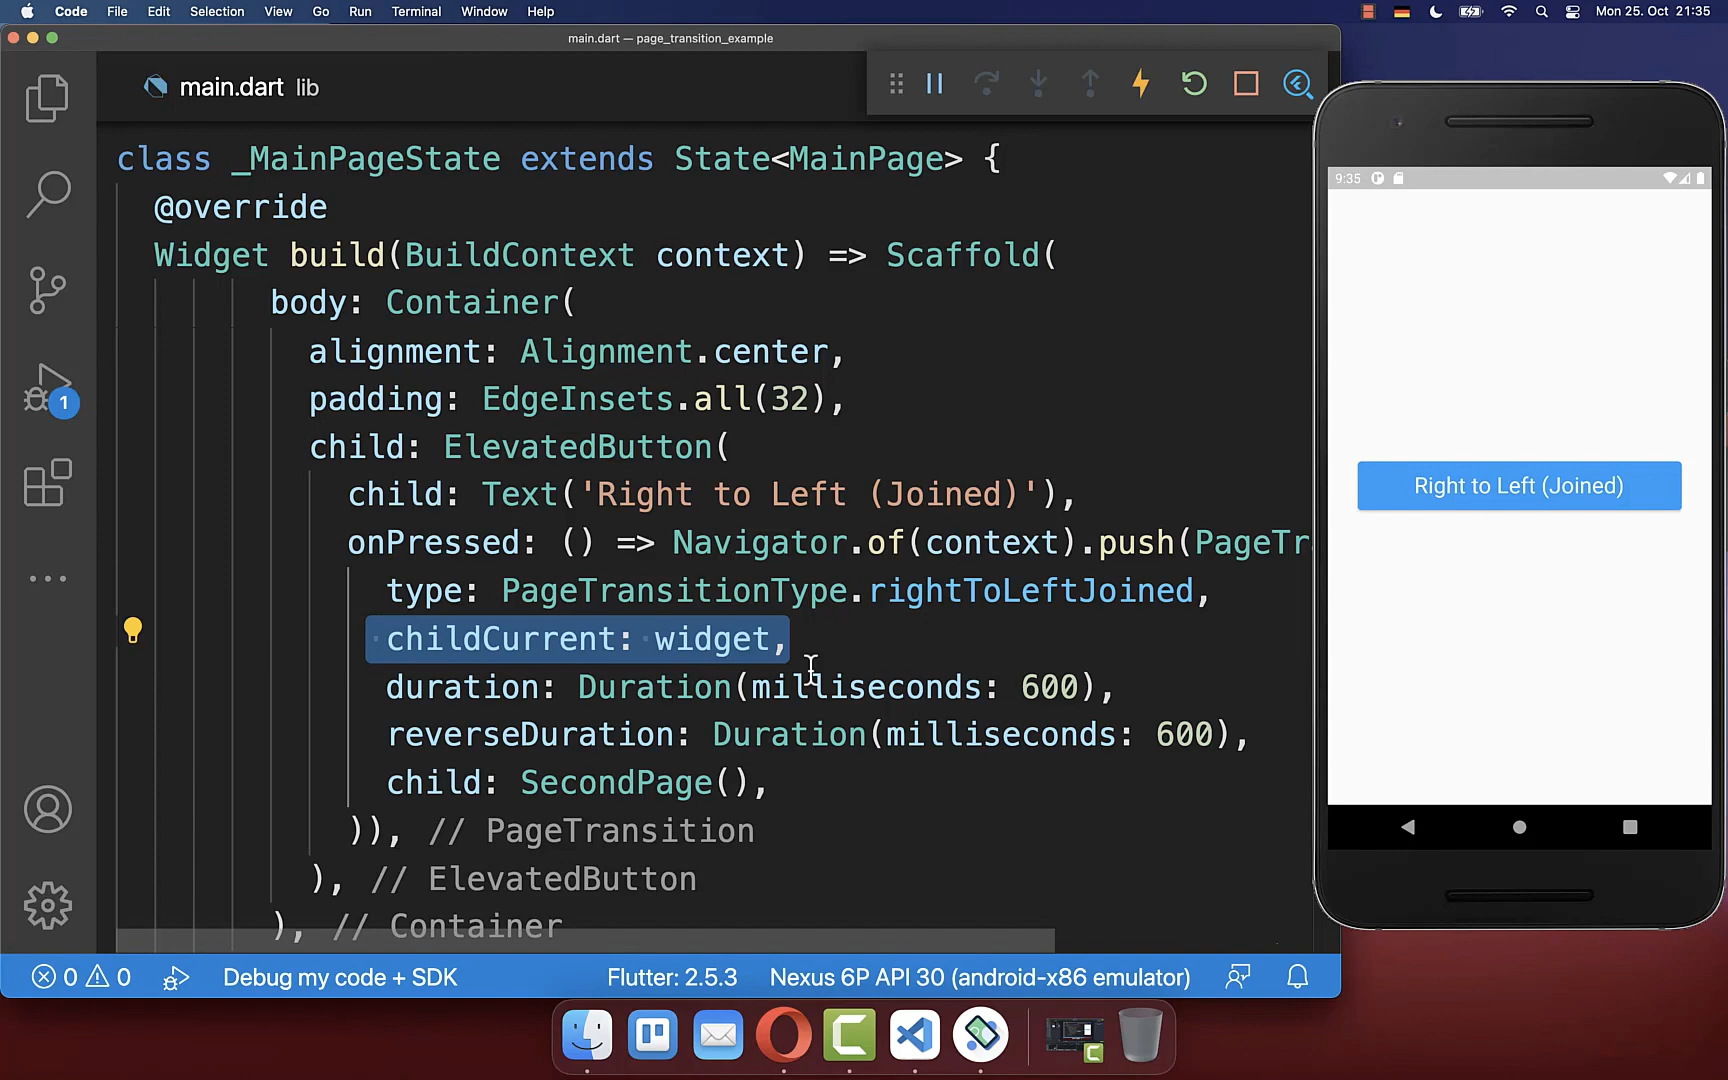 Code File Edit Selection View Go Run Terminal Window Help
Mon 25. Oct 21:35
main.dart — page_transition_example
main.dart lib
class _MainPageState extends State<MainPage> {
@override
Widget build(BuildContext context) => Scaffold(
body: Container(
alignment: Alignment.center,
padding: EdgeInsets.all(32),
child: ElevatedButton(
child: Text('Right to Left (Joined)'),
onPressed: () => Navigator.of(context).push(PageTr
type: PageTransitionType.rightToLeftJoined,
childCurrent: widget,
duration: Duration(milliseconds: 600),
reverseDuration: Duration(milliseconds: 600),
child: SecondPage(),
)), // PageTransition
), // ElevatedButton
), // Container
1
0 0 Debug my code + SDK Flutter: 2.5.3 Nexus 6P API 30 (android-x86 emulator)
9:35
Right to Left (Joined)